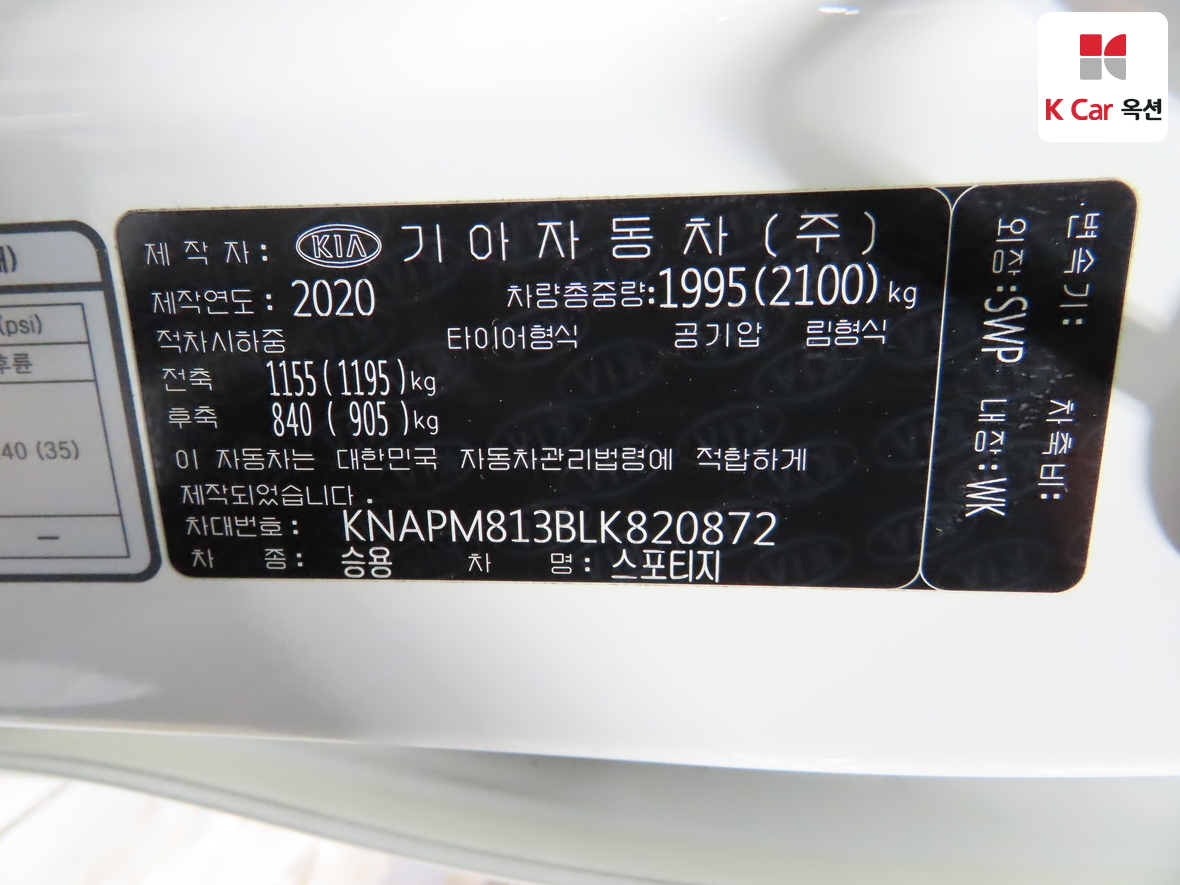 K Car 옥션
(psi)
후륜
40 (35)
제 작 자 : KIA 기 아 자 동 차 ( 주 )
제작연도 : 2020 차량총중량:1995(2100) kg
적차시하중 타이어형식 공기압 림형식
전축 1155(1195)kg
후축 840 ( 905 )kg
이 자동차는 대한민국 자동차관리법령에 적합하게
제작되었습니다 .
차대번호 : KNAPM813BLK820872
차 종 : 승용 차 명 : 스포티지
변속기: 차축비:
외장:SWP 내장:WK